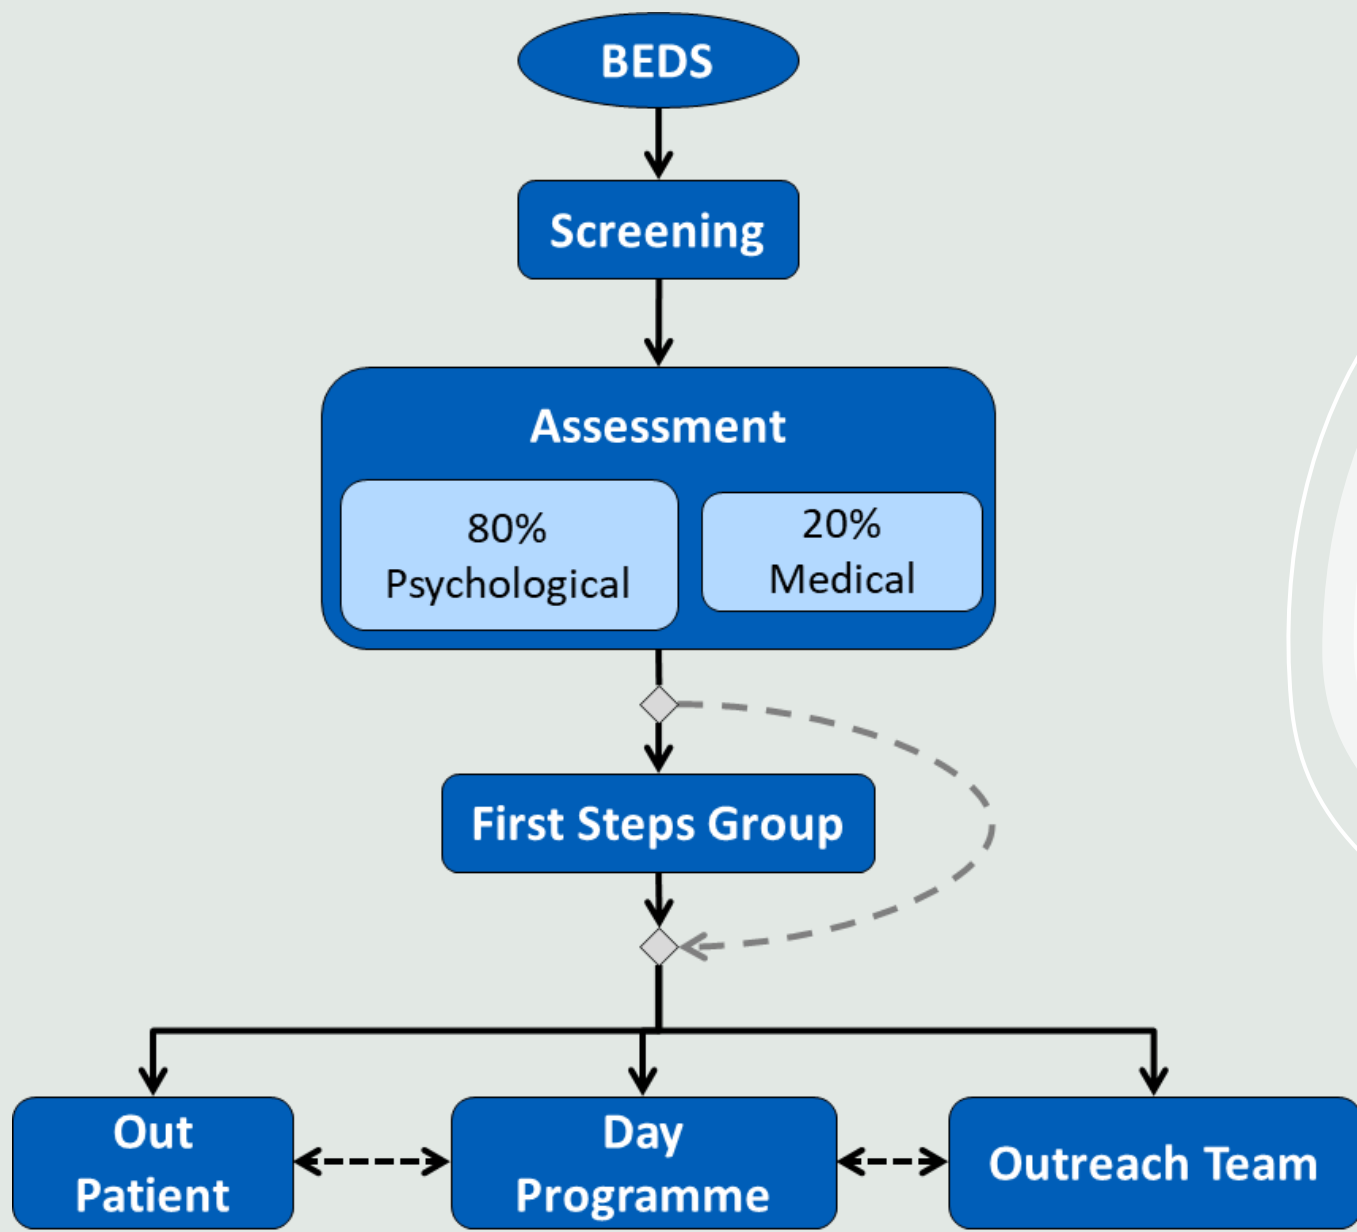 BEDS
Screening
Assessment
80%
Psychological
20%
Medical
First Steps Group
Out
Patient
Day
Programme
Outreach Team